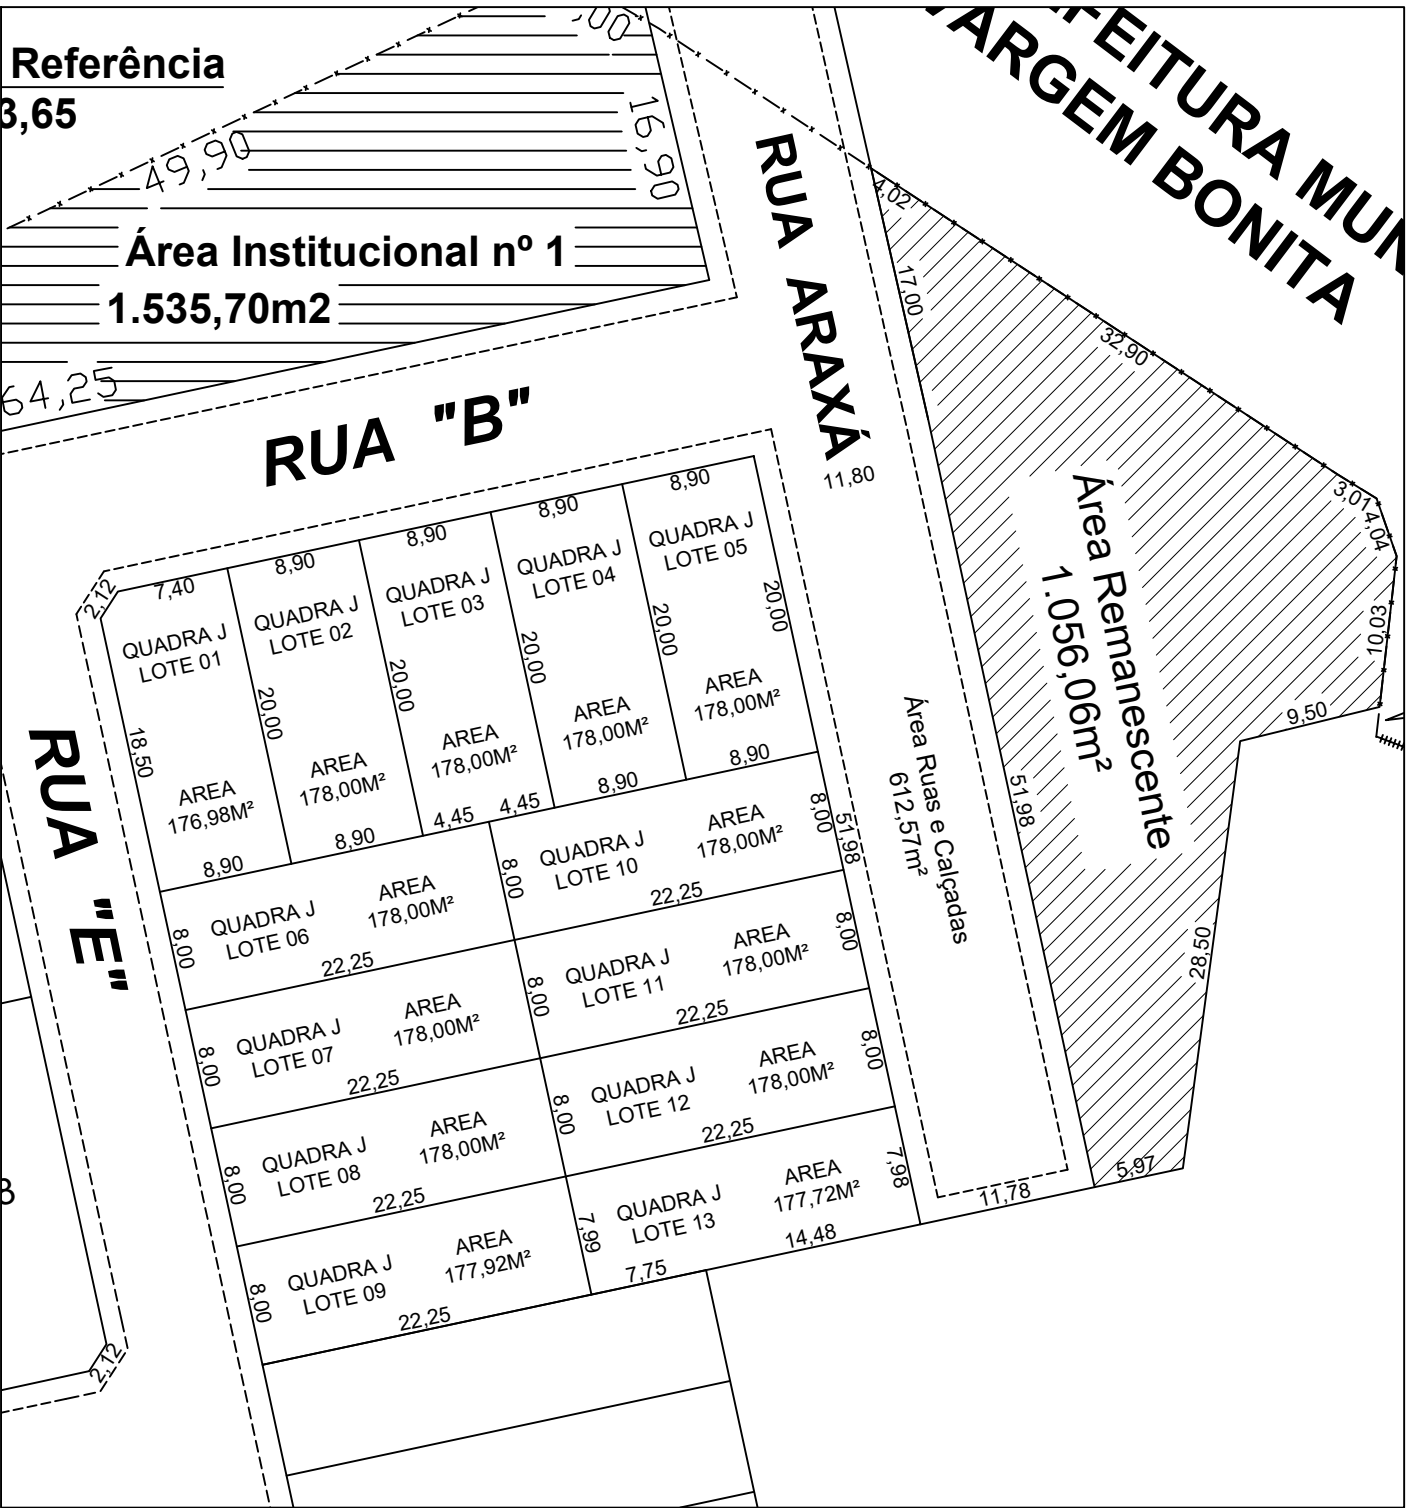 Referência
3,65
49,90
16,90
Área Institucional nº 1
1.535,70m2
64,25
EITURA MUN
VARGEM BONITA
RUA ARAXÁ
RUA "B"
RUA "E"
4,02
17,00
32,90
3,01
4,04
10,03
9,50
28,50
5,97
51,98
Área Remanescente
1.056,06m²
11,80
Área Ruas e Calçadas
612,57m²
51,98
11,78
2,12
7,40
8,90
8,90
8,90
8,90
QUADRA J
LOTE 01
18,50
AREA
176,98M²
8,90
QUADRA J
LOTE 02
20,00
AREA
178,00M²
8,90
QUADRA J
LOTE 03
20,00
AREA
178,00M²
4,45
4,45
QUADRA J
LOTE 04
20,00
AREA
178,00M²
8,90
QUADRA J
LOTE 05
20,00
20,00
AREA
178,00M²
8,90
QUADRA J
LOTE 06
AREA
178,00M²
8,00
22,25
QUADRA J
LOTE 10
AREA
178,00M²
8,00
8,00
22,25
QUADRA J
LOTE 07
AREA
178,00M²
8,00
22,25
QUADRA J
LOTE 11
AREA
178,00M²
8,00
8,00
22,25
QUADRA J
LOTE 08
AREA
178,00M²
8,00
22,25
QUADRA J
LOTE 12
AREA
178,00M²
8,00
8,00
22,25
QUADRA J
LOTE 09
AREA
177,92M²
8,00
22,25
QUADRA J
LOTE 13
AREA
177,72M²
7,99
7,98
7,75
14,48
2,12